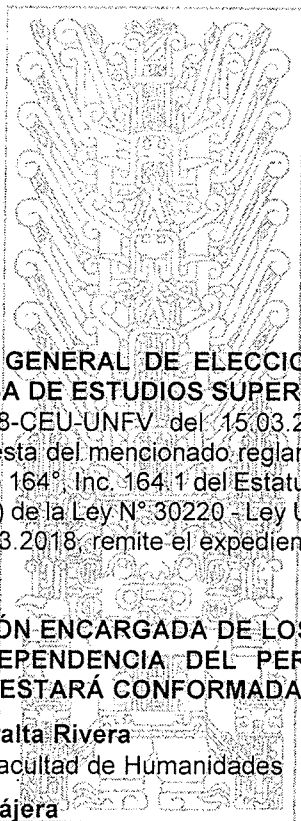 GENERAL DE ELECCIO
A DE ESTUDIOS SUPER
8-CEU-UNFV del 15.03.2
esta del mencionado reglar
164°, Inc. 164.1 del Estatu
) de la Ley N° 30220 - Ley U
3.2018, remite el expedien
ÓN ENCARGADA DE LOS
EPENDENCIA DEL PER
ESTARÁ CONFORMADA
alta Rivera
acultad de Humanidades
ájera